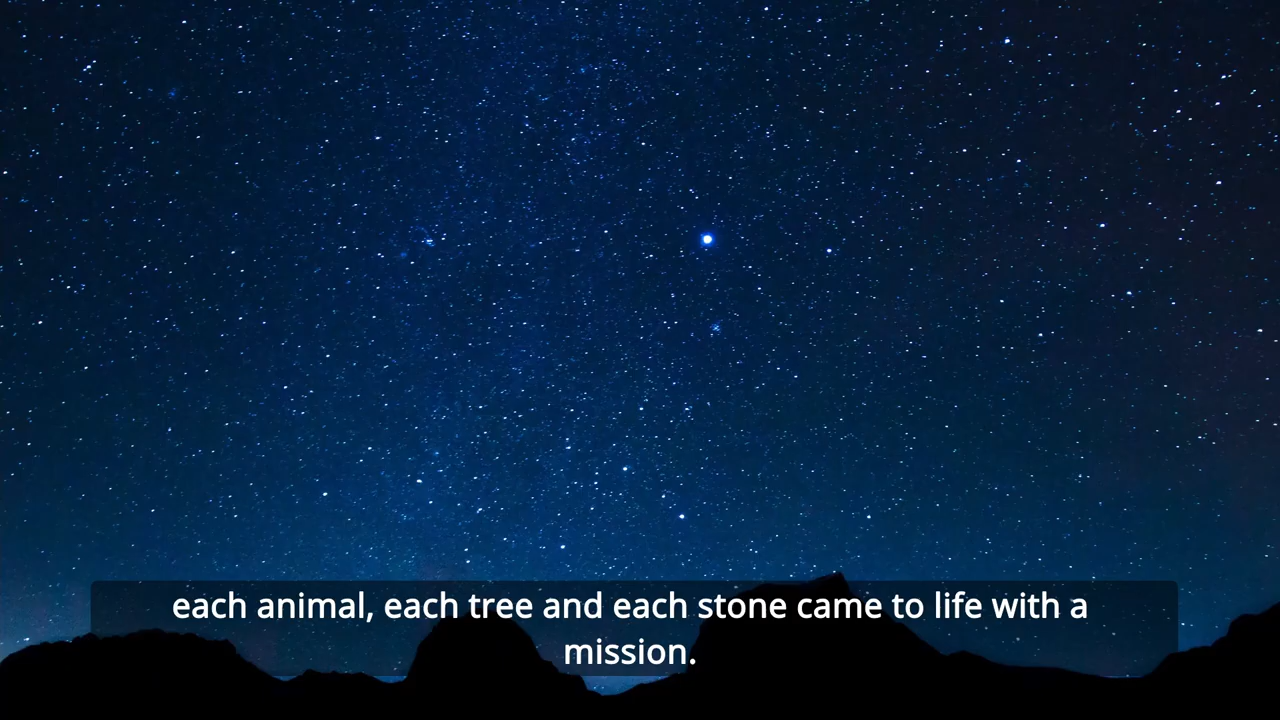 each animal, each tree and each stone came to life with a
mission.